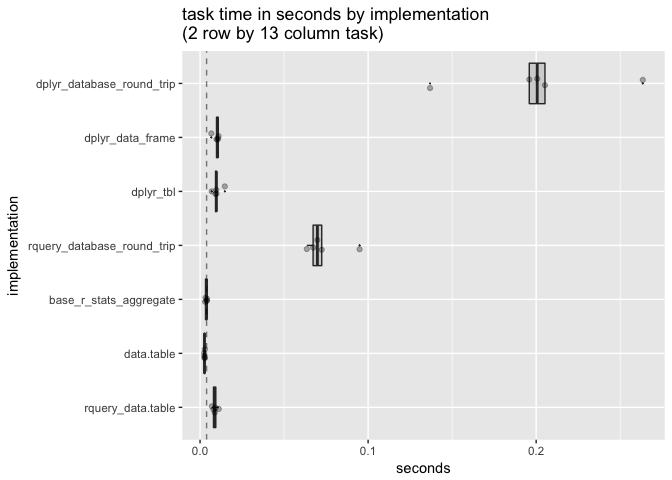 task time in seconds by implementation
(2 row by 13 column task)
implementation
dplyr_database_round_trip
dplyr_data_frame
dplyr_tbl
rquery_database_round_trip
base_r_stats_aggregate
data.table
rquery_data.table
0.0
0.1
0.2
seconds